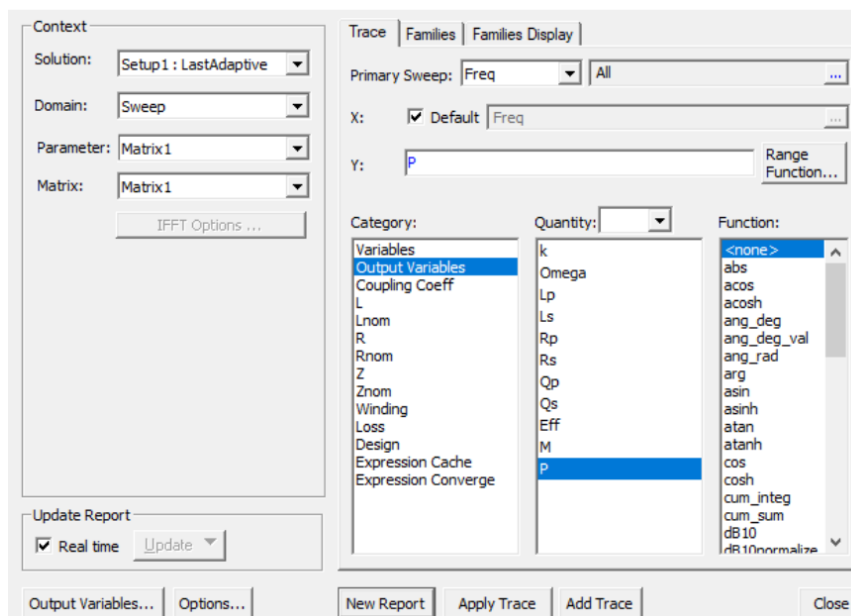 Context
Solution:
Setup1 : LastAdaptive
Domain:
Sweep
Parameter:
Matrix1
Matrix:
Matrix1
IFFT Options ...
Update Report
Real time
Update
Output Variables...
Options...
Trace
Families
Families Display
Primary Sweep:
Freq
All
...
X:
Default
Freq
...
Y:
P
Range
Function...
Category:
Variables
Output Variables
Coupling Coeff
L
Lnom
R
Rnom
Z
Znom
Winding
Loss
Design
Expression Cache
Expression Converge
Quantity:
k
Omega
Lp
Ls
Rp
Rs
Qp
Qs
Eff
M
P
Function:
<none>
abs
acos
acosh
ang_deg
ang_deg_val
ang_rad
arg
asin
asinh
atan
atanh
cos
cosh
cum_integ
cum_sum
dB10
dB10normalize
New Report
Apply Trace
Add Trace
Close